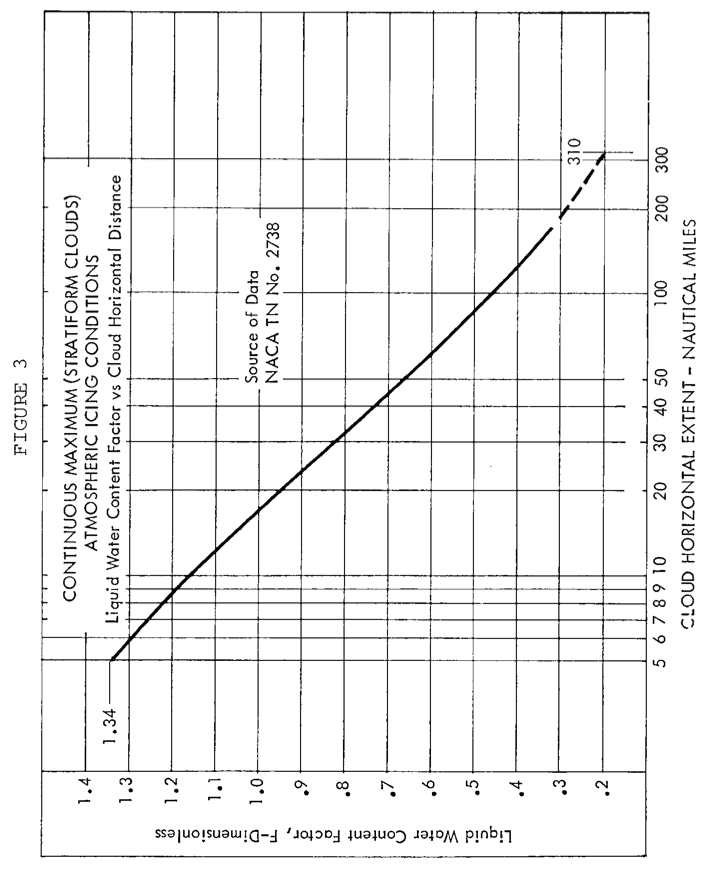 FIGURE 3
CONTINUOUS MAXIMUM (STRATIFORM CLOUDS)
ATMOSPHERIC ICING CONDITIONS
Liquid Water Content Factor vs Cloud Horizontal Distance
Source of Data
NACA TN No. 2738
1.34
310
Liquid Water Content Factor, F-Dimensionless
1.4
1.3
1.2
1.1
1.0
.9
.8
.7
.6
.5
.4
.3
.2
5 6 7 8 9 10 20 30 40 50 100 200 300
CLOUD HORIZONTAL EXTENT - NAUTICAL MILES